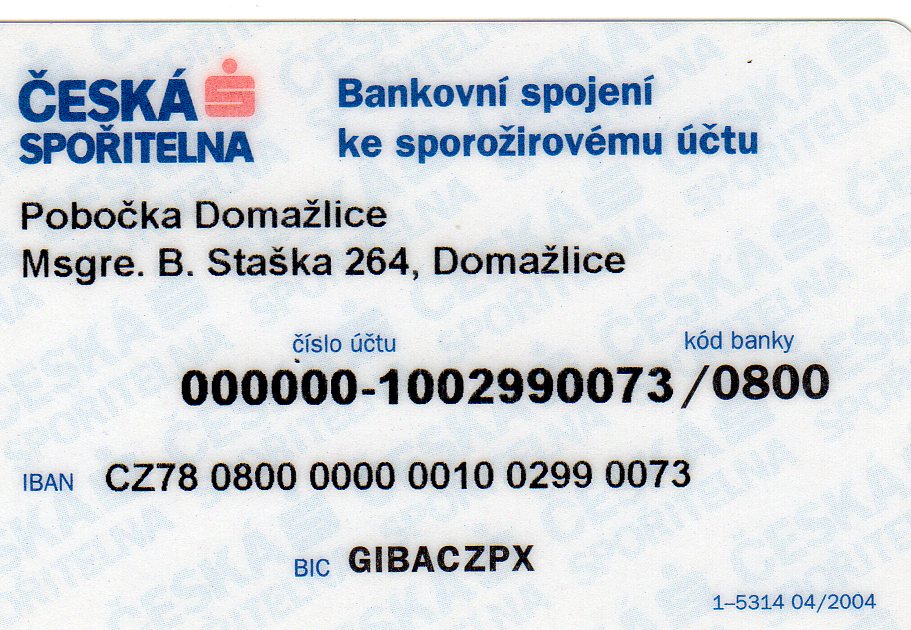 ČESKÁ
SPOŘITELNA
Bankovní spojení
ke sporožirovému účtu
Pobočka Domažlice
Msgre. B. Staška 264, Domažlice
číslo účtu kód banky
000000-1002990073 /0800
IBAN CZ78 0800 0000 0010 0299 0073
BIC GIBACZPX
1–5314 04/2004